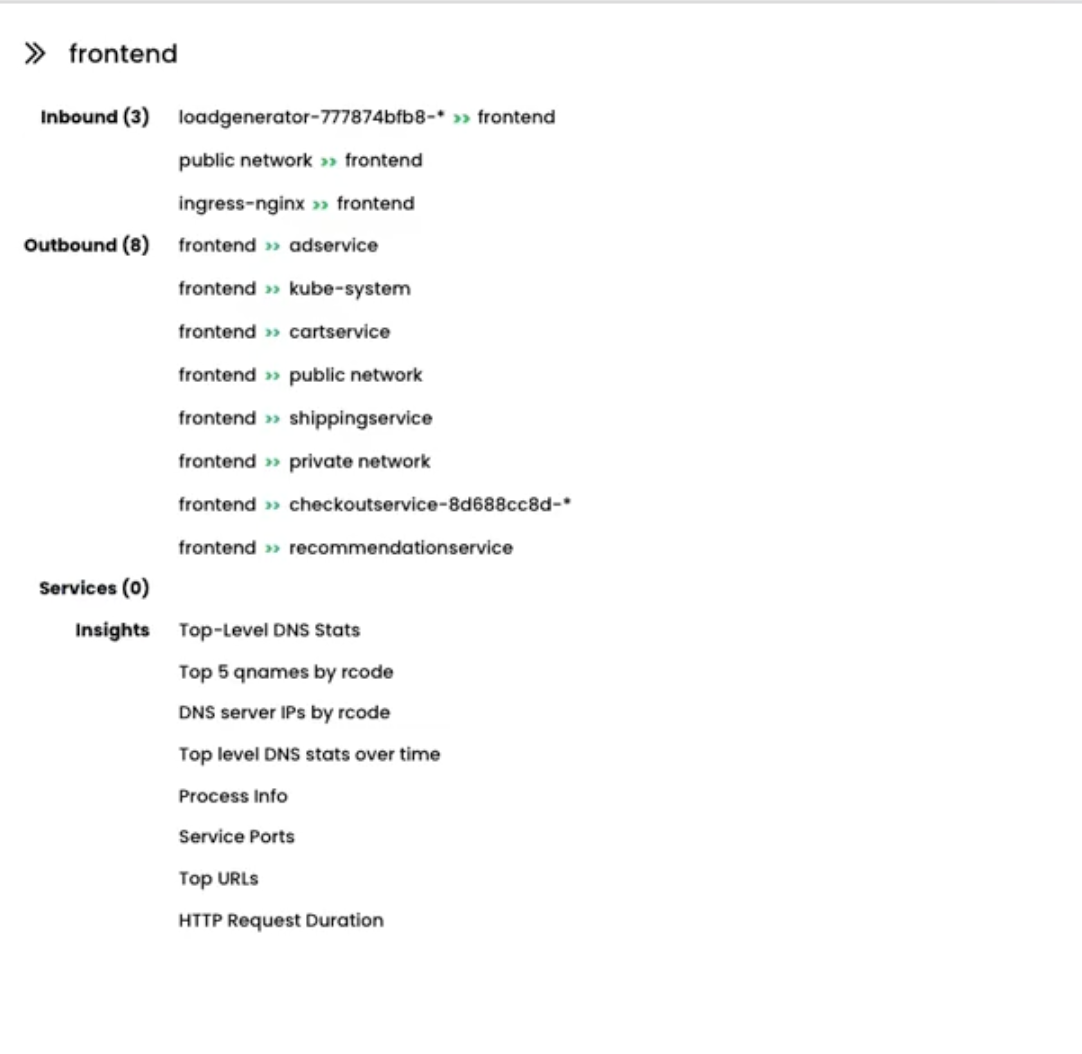 frontend
Inbound (3) loadgenerator-777874bfb8-* >> frontend
public network >> frontend
ingress-nginx >> frontend
Outbound (8) frontend >> adservice
frontend >> kube-system
frontend >> cartservice
frontend >> public network
frontend >> shippingservice
frontend >> private network
frontend >> checkoutservice-8d688cc8d-*
frontend >> recommendationservice
Services (0)
Insights Top-Level DNS Stats
Top 5 qnames by rcode
DNS server IPs by rcode
Top level DNS stats over time
Process Info
Service Ports
Top URLs
HTTP Request Duration